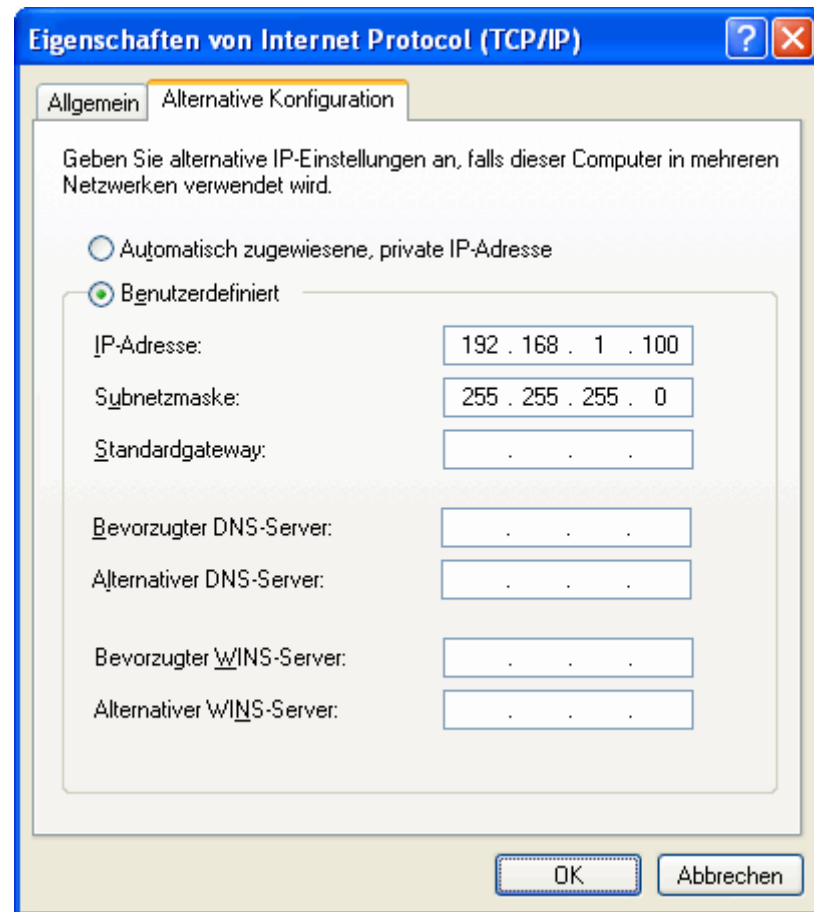 Eigenschaften von Internet Protocol (TCP/IP)
Allgemein
Alternative Konfiguration
Geben Sie alternative IP-Einstellungen an, falls dieser Computer in mehreren
Netzwerken verwendet wird.
Automatisch zugewiesene, private IP-Adresse
Benutzerdefiniert
IP-Adresse: 192 . 168 . 1 . 100
Subnetzmaske: 255 . 255 . 255 . 0
Standardgateway: . . .
Bevorzugter DNS-Server: . . .
Alternativer DNS-Server: . . .
Bevorzugter WINS-Server: . . .
Alternativer WINS-Server: . . .
OK Abbrechen